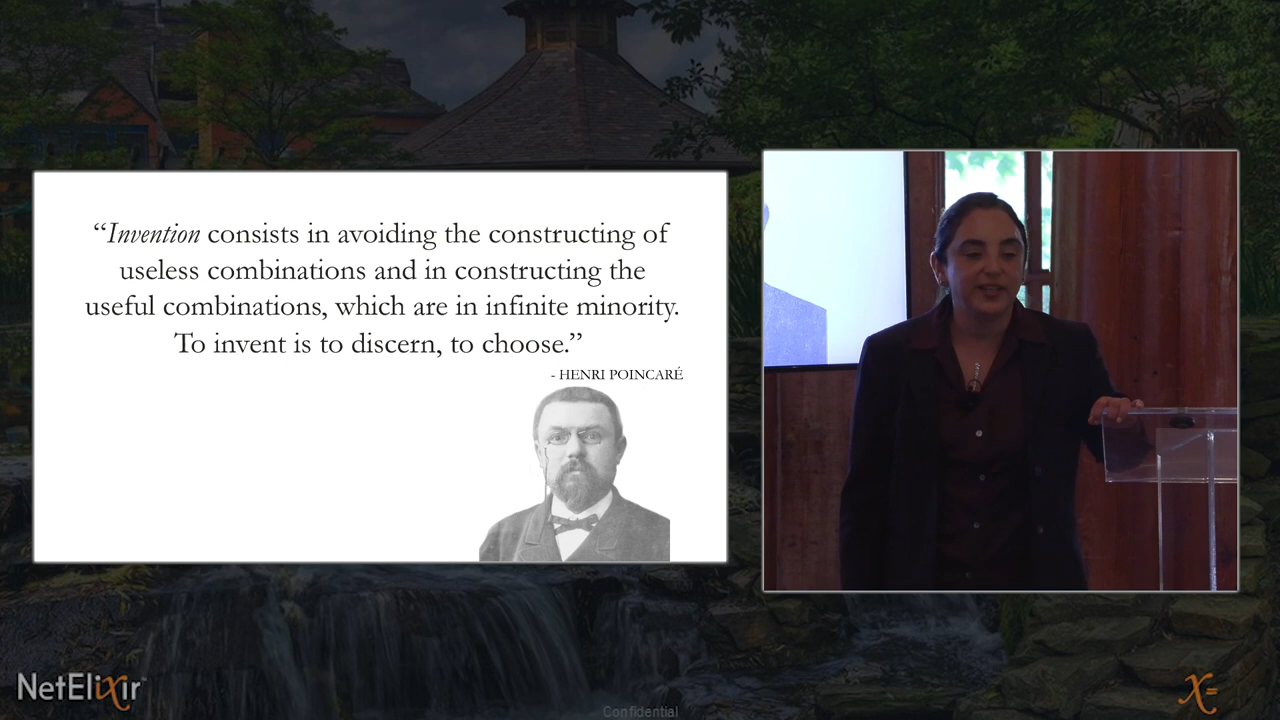 “Invention consists in avoiding the constructing of
useless combinations and in constructing the
useful combinations, which are in infinite minority.
To invent is to discern, to choose.”
- HENRI POINCARÉ
NetElixir
X=
Confidential